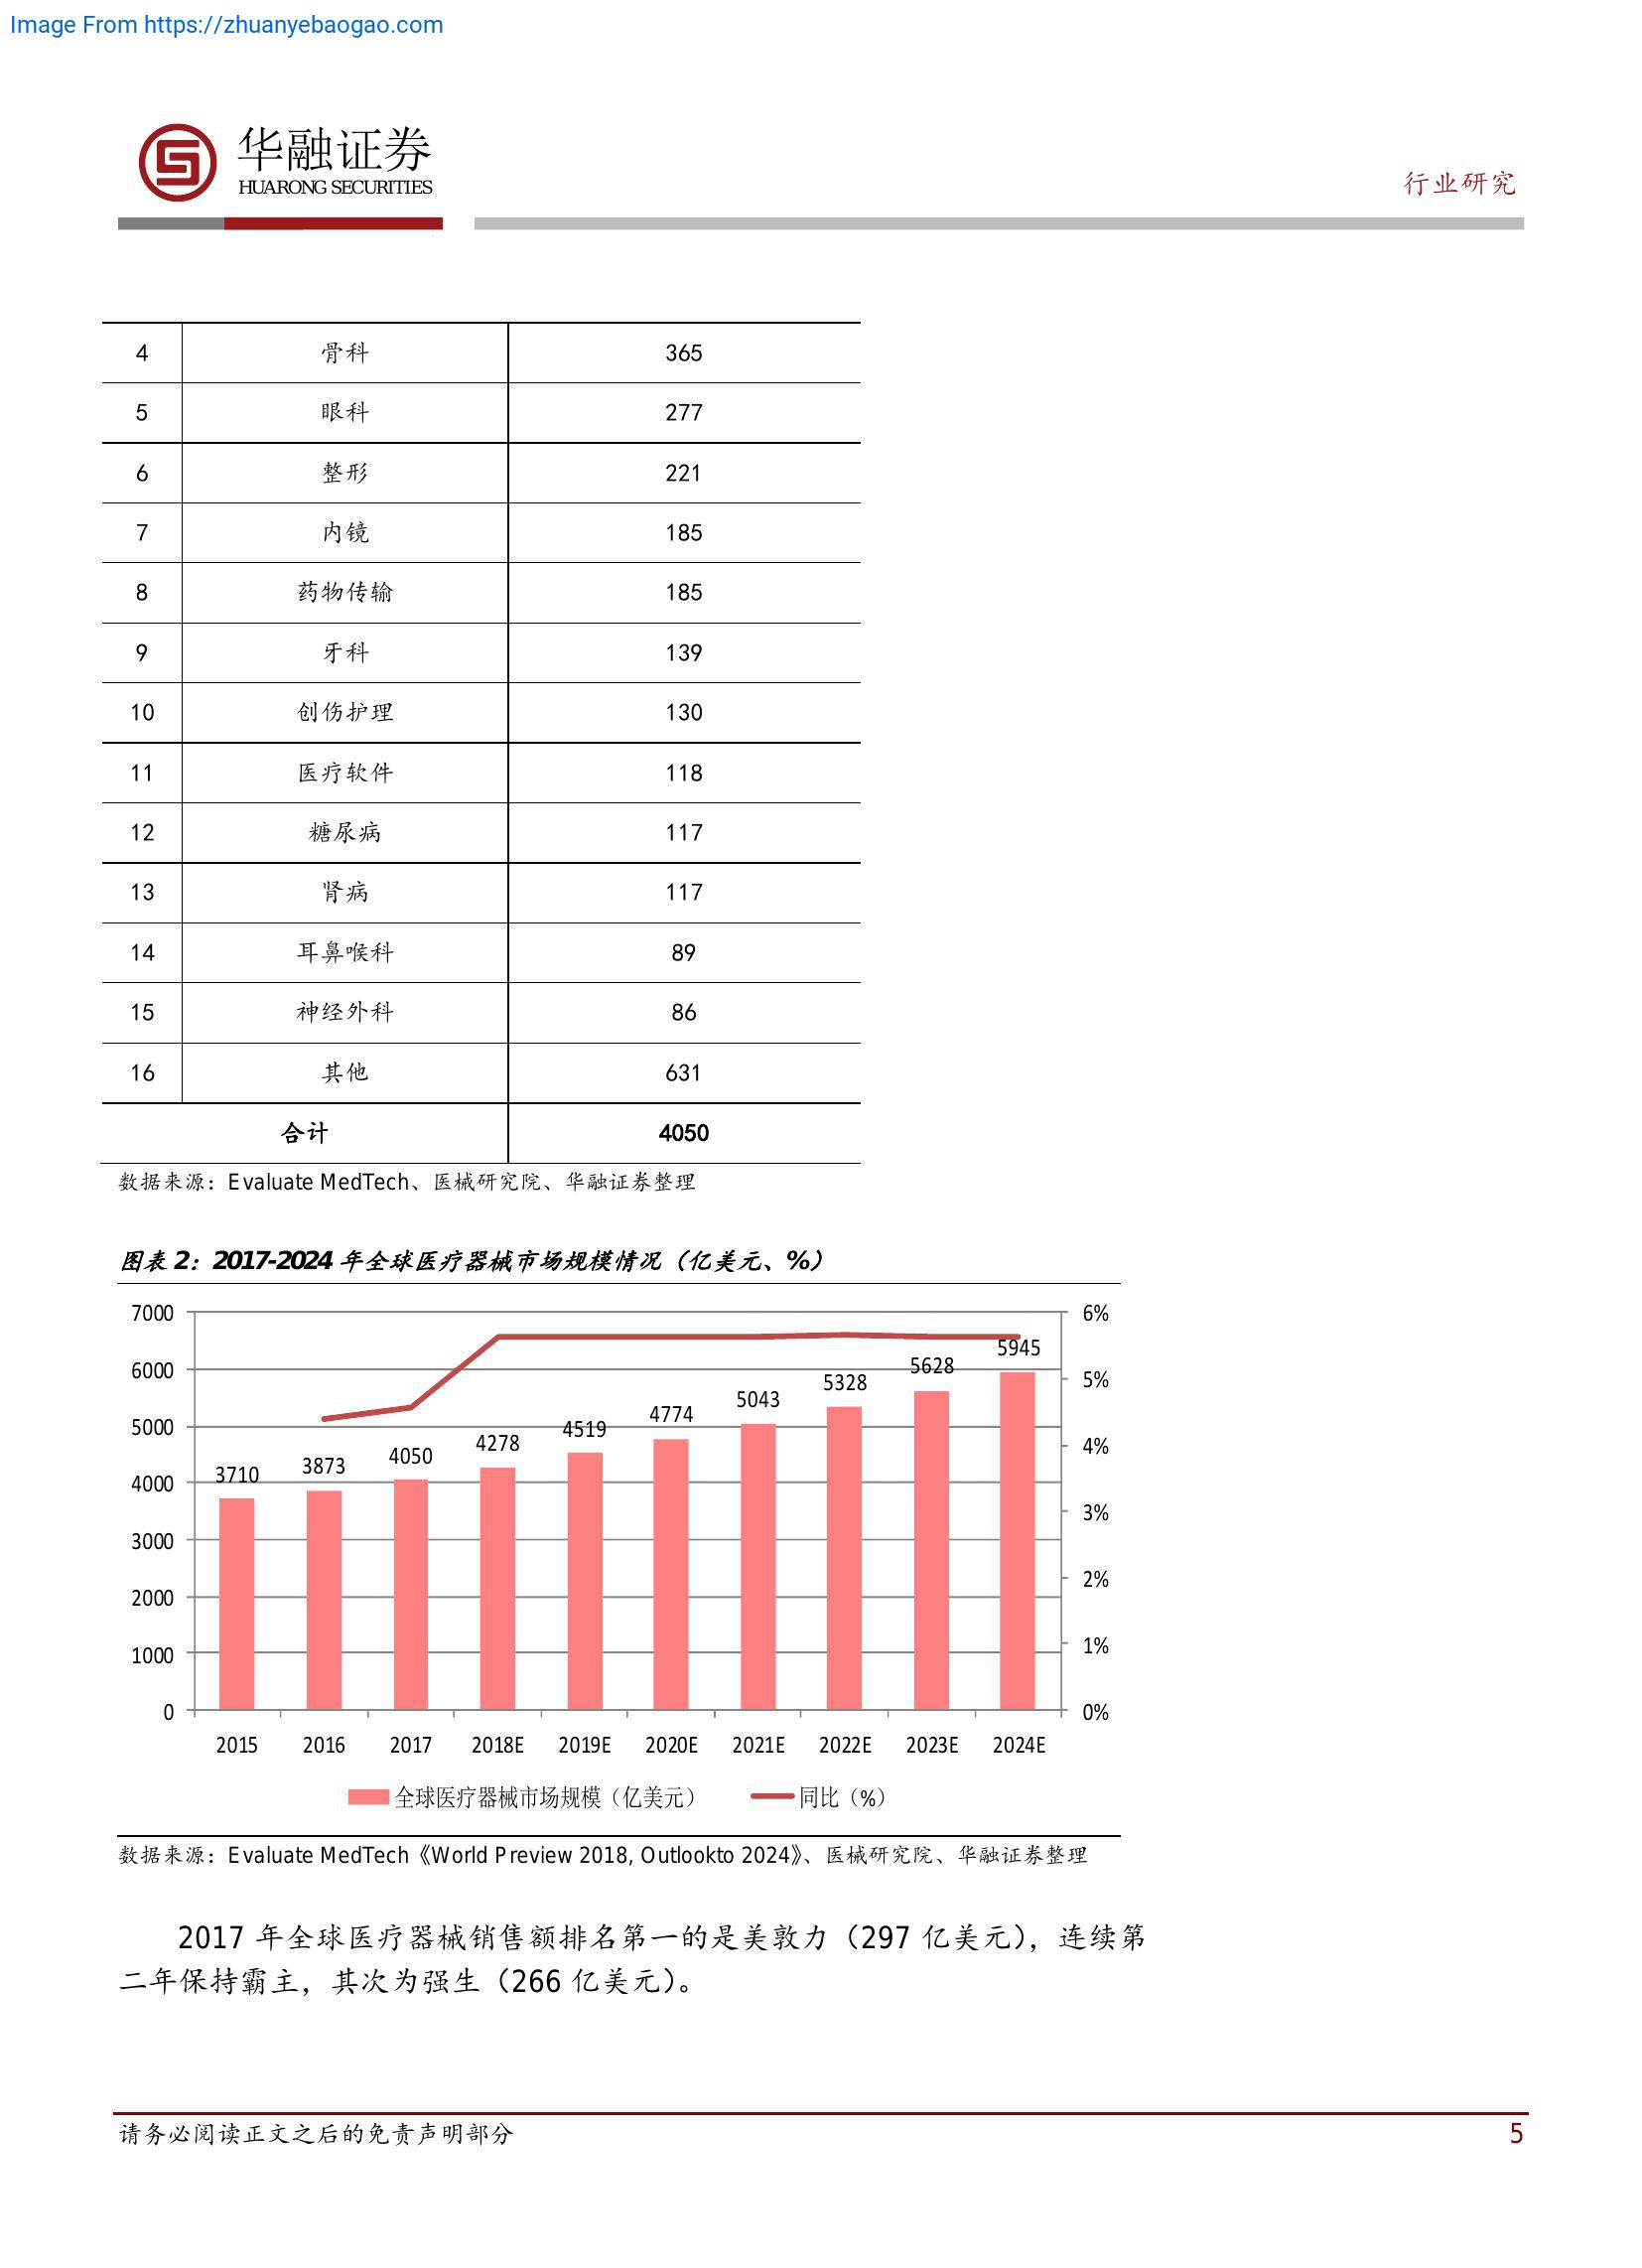 Image From https://zhuanyebaogao.com
华融证券
HUARONG SECURITIES
行业研究
4 骨科 365
5 眼科 277
6 整形 221
7 内镜 185
8 药物传输 185
9 牙科 139
10 创伤护理 130
11 医疗软件 118
12 糖尿病 117
13 肾病 117
14 耳鼻喉科 89
15 神经外科 86
16 其他 631
合计 4050
数据来源：Evaluate MedTech、医械研究院、华融证券整理
图表 2：2017-2024 年全球医疗器械市场规模情况（亿美元、%）
7000 6%
6000 5%
5000 4%
4000 3%
3000 2%
2000 1%
1000 0%
0
3710 3873 4050 4278 4519 4774 5043 5328 5628 5945
2015 2016 2017 2018E 2019E 2020E 2021E 2022E 2023E 2024E
全球医疗器械市场规模（亿美元） 同比（%）
数据来源：Evaluate MedTech《World Preview 2018, Outlookto 2024》、医械研究院、华融证券整理
2017 年全球医疗器械销售额排名第一的是美敦力（297 亿美元），连续第
二年保持霸主，其次为强生（266 亿美元）。
请务必阅读正文之后的免责声明部分 5